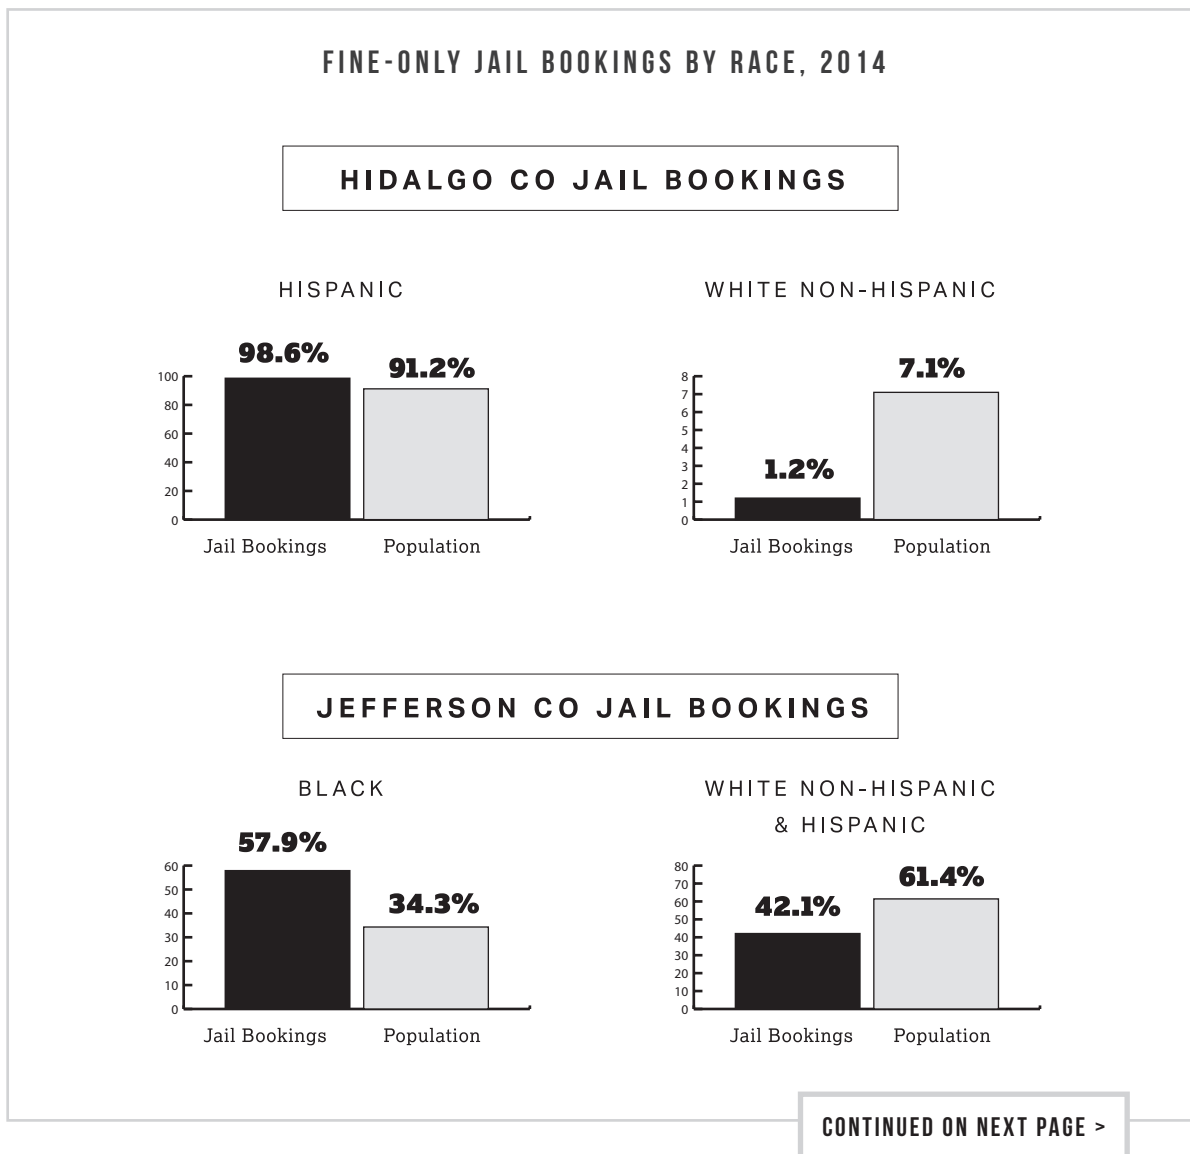 FINE-ONLY JAIL BOOKINGS BY RACE, 2014
HIDALGO CO JAIL BOOKINGS
HISPANIC
98.6%
91.2%
100
80
60
40
20
0
Jail Bookings
Population
WHITE NON-HISPANIC
7.1%
1.2%
8
7
6
5
4
3
2
1
0
Jail Bookings
Population
JEFFERSON CO JAIL BOOKINGS
BLACK
57.9%
34.3%
60
50
40
30
20
10
0
Jail Bookings
Population
WHITE NON-HISPANIC
& HISPANIC
61.4%
42.1%
80
70
60
50
40
30
20
10
0
Jail Bookings
Population
CONTINUED ON NEXT PAGE >